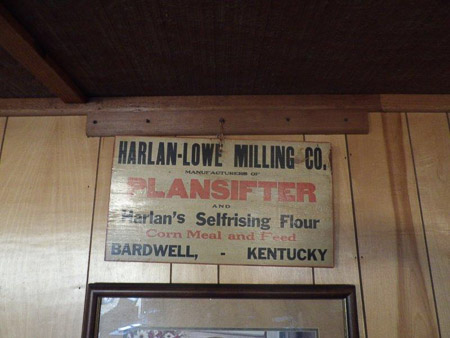 HARLAN-LOWE MILLING CO.
MANUFACTURERS OF
PLANSIFTER
AND
Harlan's Selfrising Flour
Corn Meal and Feed
BARDWELL, - KENTUCKY